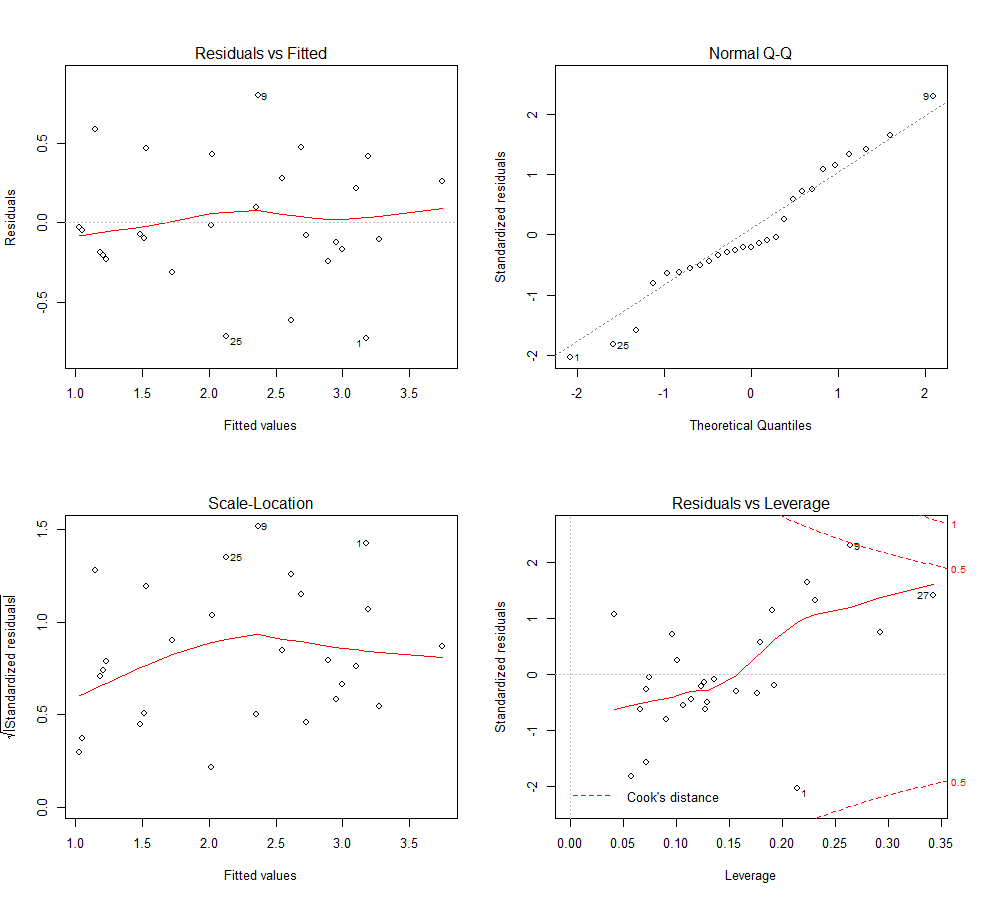 Residuals vs Fitted
Residuals
0.5
0.0
-0.5
9
25
1
1.0 1.5 2.0 2.5 3.0 3.5
Fitted values
Normal Q-Q
Standardized residuals
2
1
0
-1
-2
9
25
1
-2 -1 0 1 2
Theoretical Quantiles
Scale-Location
√|Standardized residuals|
1.5
1.0
0.5
0.0
9
1
25
1.0 1.5 2.0 2.5 3.0 3.5
Fitted values
Residuals vs Leverage
Standardized residuals
2
1
0
-1
-2
1
0.5
9
27
1
0.5
Cook's distance
0.00 0.05 0.10 0.15 0.20 0.25 0.30 0.35
Leverage